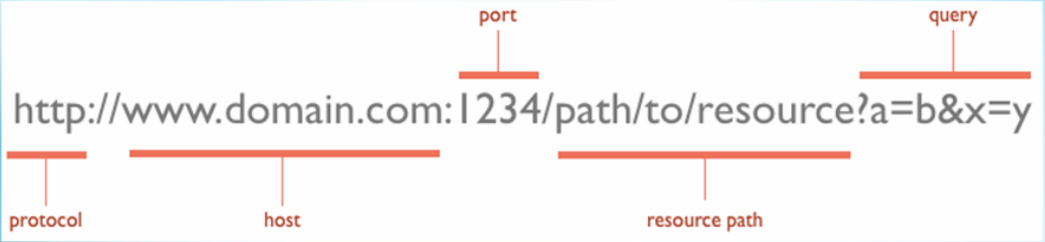 port query
http://www.domain.com:1234/path/to/resource?a=b&x=y
protocol host resource path